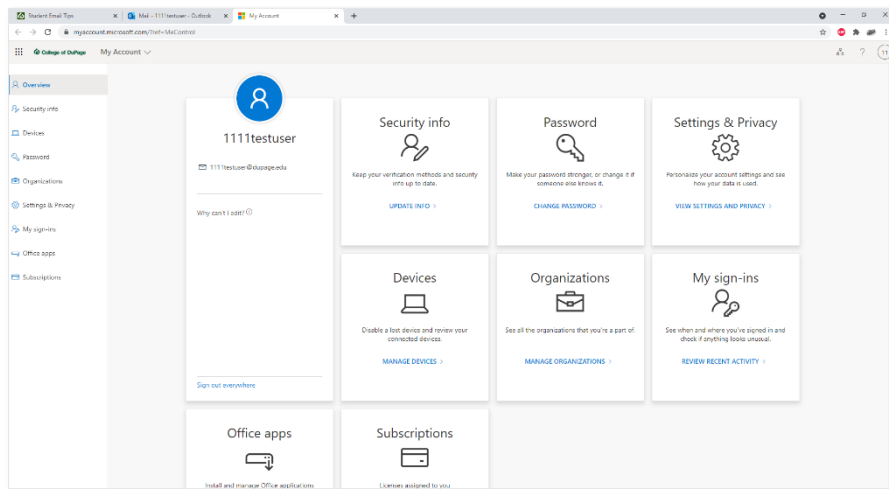 Student Email Tips
Mail - 1111testuser - Outlook
My Account
myaccount.microsoft.com/?ref=MeControl
College of DuPage
My Account
?
11
Overview
Security info
Devices
Password
Organizations
Settings & Privacy
My sign-ins
Office apps
Subscriptions
1111testuser
1111testuser@dupage.edu
Why can't I edit?
Sign out everywhere
Security info
Keep your verification methods and security
info up to date.
UPDATE INFO >
Password
Make your password stronger, or change it if
someone else knows it.
CHANGE PASSWORD >
Settings & Privacy
Personalize your account settings and see
how your data is used.
VIEW SETTINGS AND PRIVACY >
Devices
Disable a lost device and review your
connected devices.
MANAGE DEVICES >
Organizations
See all the organizations that you're a part of.
MANAGE ORGANIZATIONS >
My sign-ins
See when and where you've signed in and
check if anything looks unusual.
REVIEW RECENT ACTIVITY >
Office apps
Install and manage Office applications
Subscriptions
Licenses assigned to you